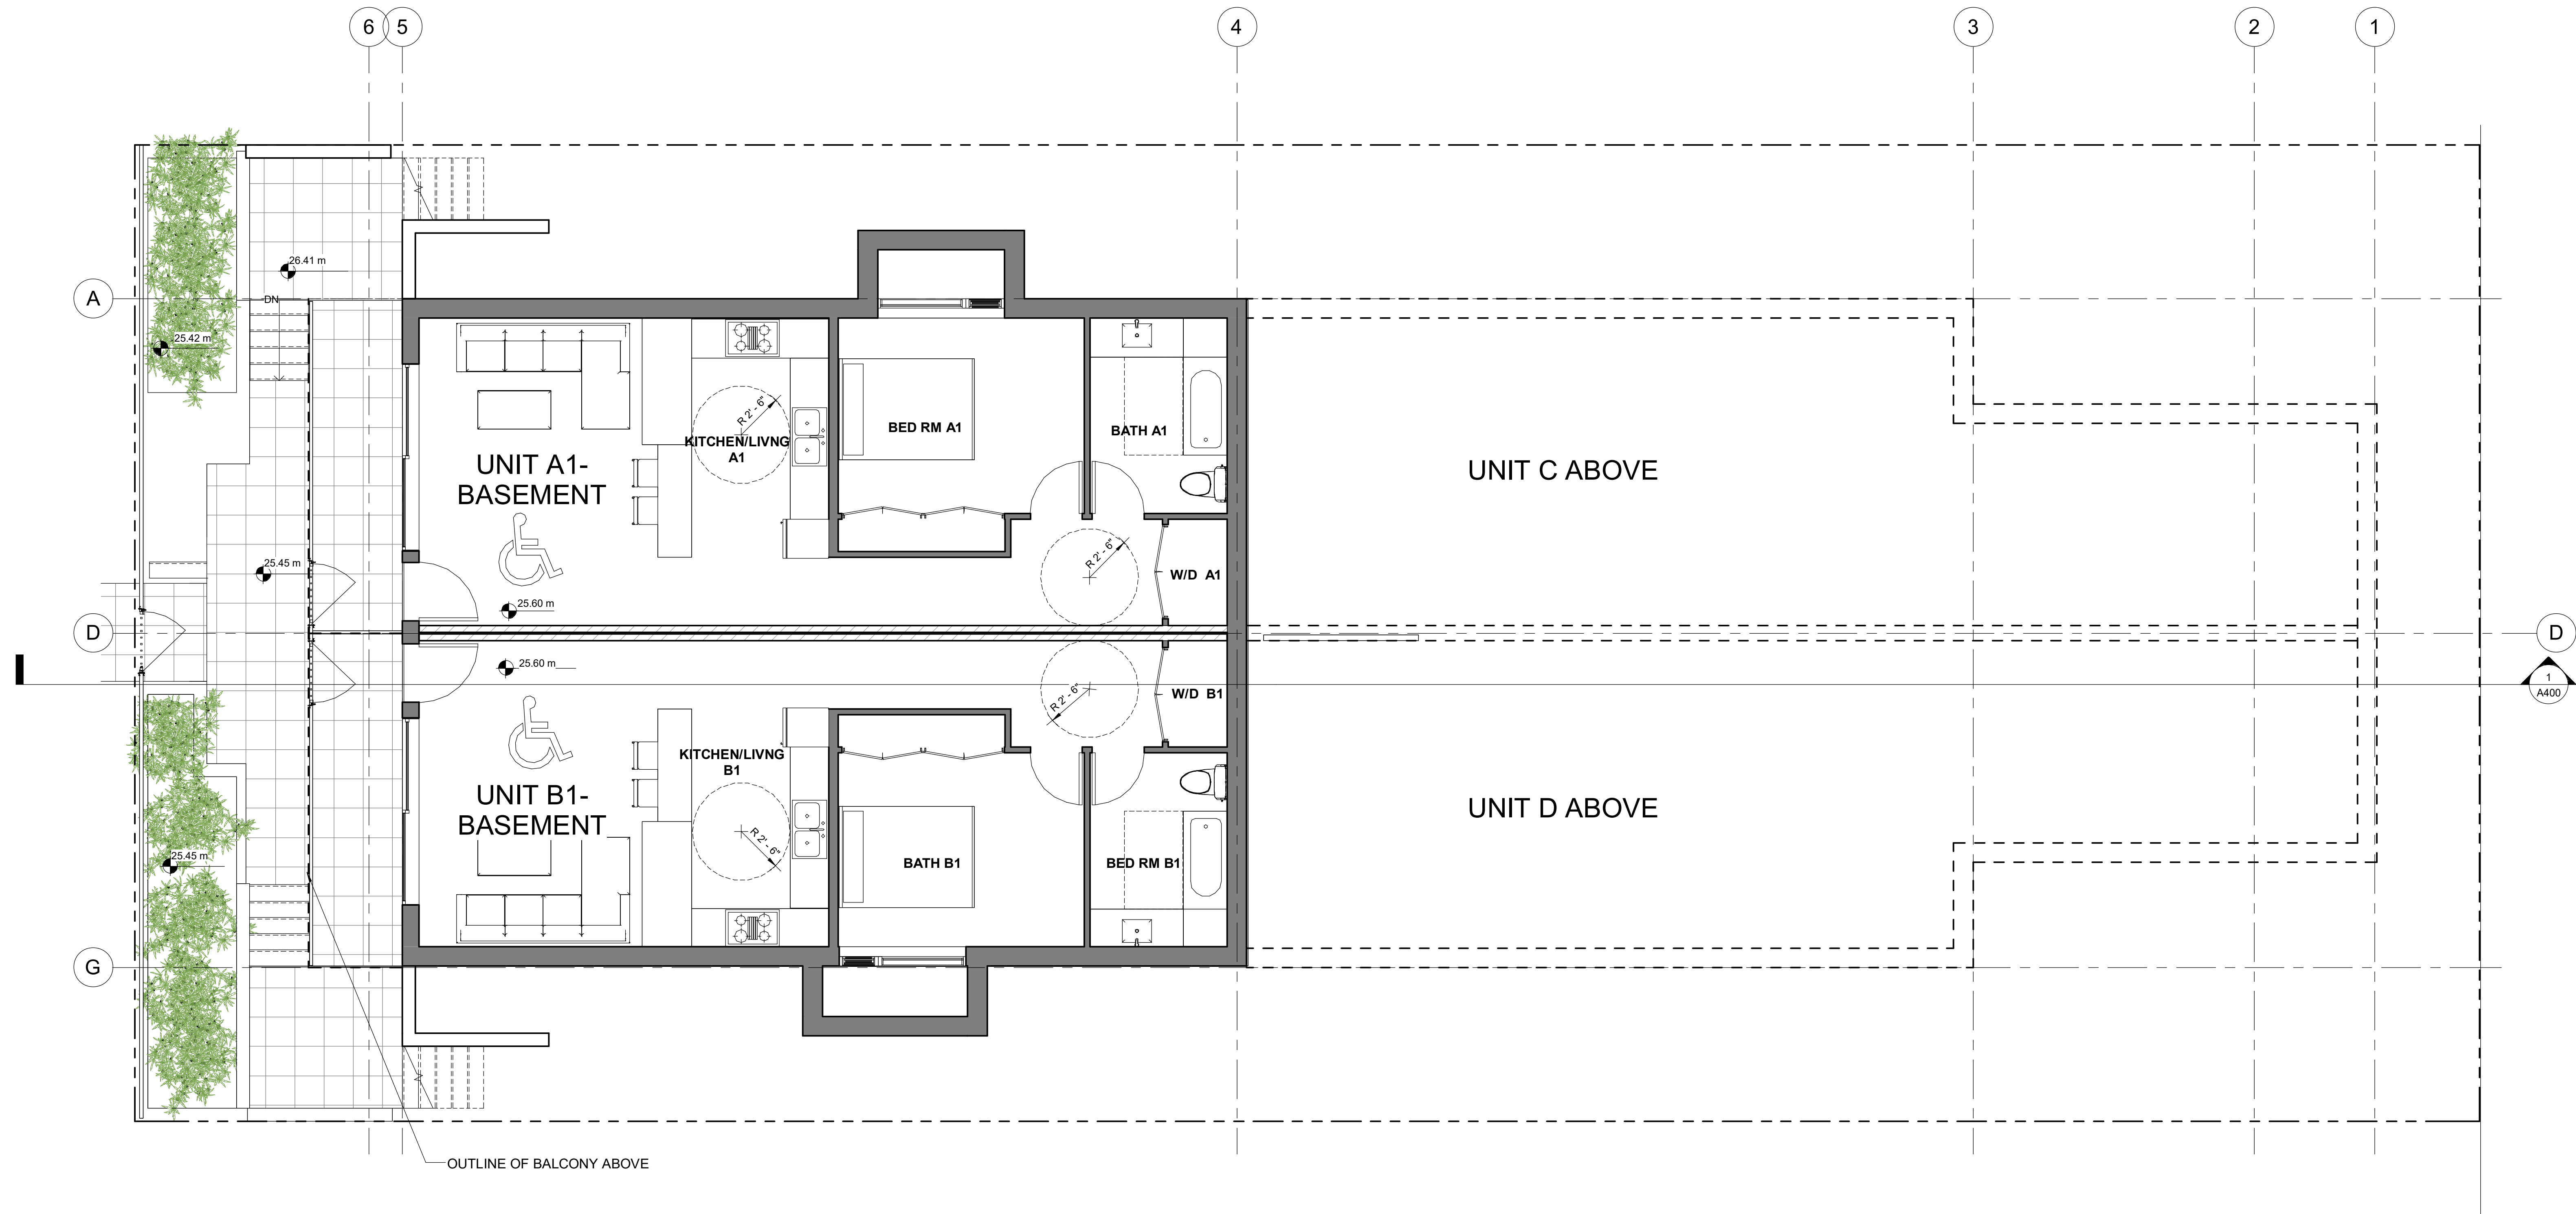 6
5
4
3
2
1
26.41 m
A
DN
25.42 m
R 2' - 6"
BED RM A1
BATH A1
KITCHEN/LIVNG
A1
UNIT A1-
BASEMENT
UNIT C ABOVE
R 2' - 6"
25.45 m
W/D A1
25.60 m
D
D
25.60 m
1
A400
W/D B1
R 2' - 6"
KITCHEN/LIVNG
B1
UNIT B1-
BASEMENT
UNIT D ABOVE
R 2' - 6"
25.45 m
BATH B1
BED RM B1
G
OUTLINE OF BALCONY ABOVE